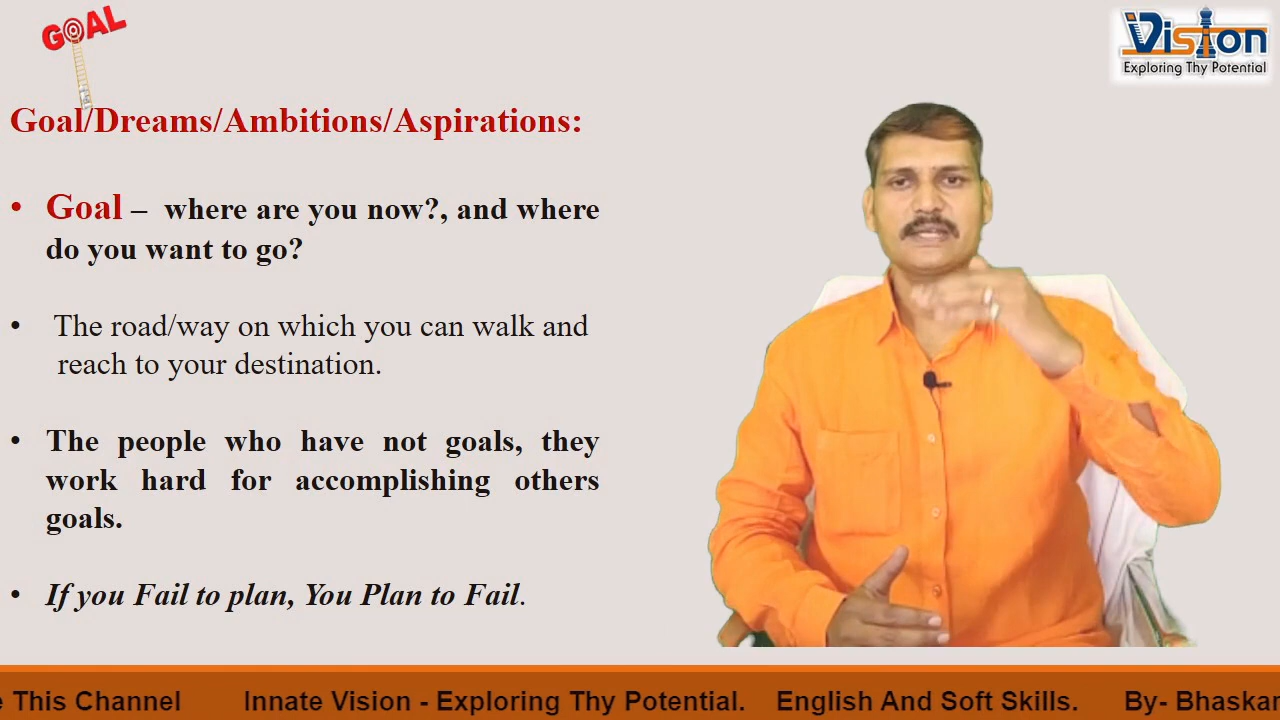 GOAL
iVision
Exploring Thy Potential
Goal/Dreams/Ambitions/Aspirations:
• Goal – where are you now?, and where
do you want to go?
• The road/way on which you can walk and
reach to your destination.
• The people who have not goals, they
work hard for accomplishing others
goals.
• If you Fail to plan, You Plan to Fail.
e This Channel Innate Vision - Exploring Thy Potential. English And Soft Skills. By- Bhaskar